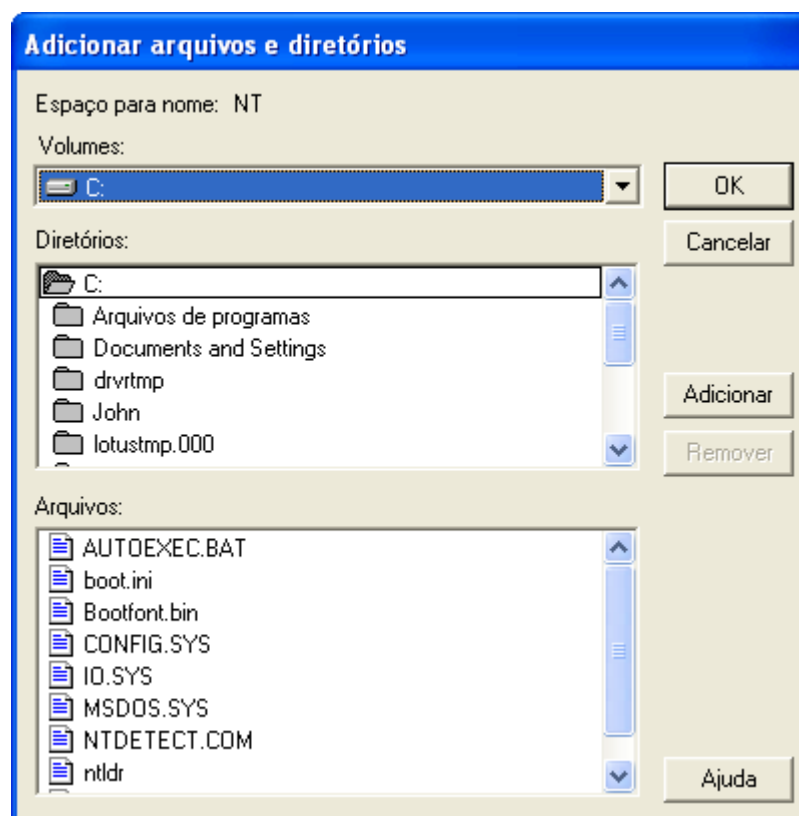 Adicionar arquivos e diretórios
Espaço para nome: NT
Volumes:
C:
OK
Diretórios:
Cancelar
C:
Arquivos de programas
Documents and Settings
drvrtmp
John
lotustmp.000
Adicionar
Remover
Arquivos:
AUTOEXEC.BAT
boot.ini
Bootfont.bin
CONFIG.SYS
IO.SYS
MSDOS.SYS
NTDETECT.COM
ntldr
Ajuda